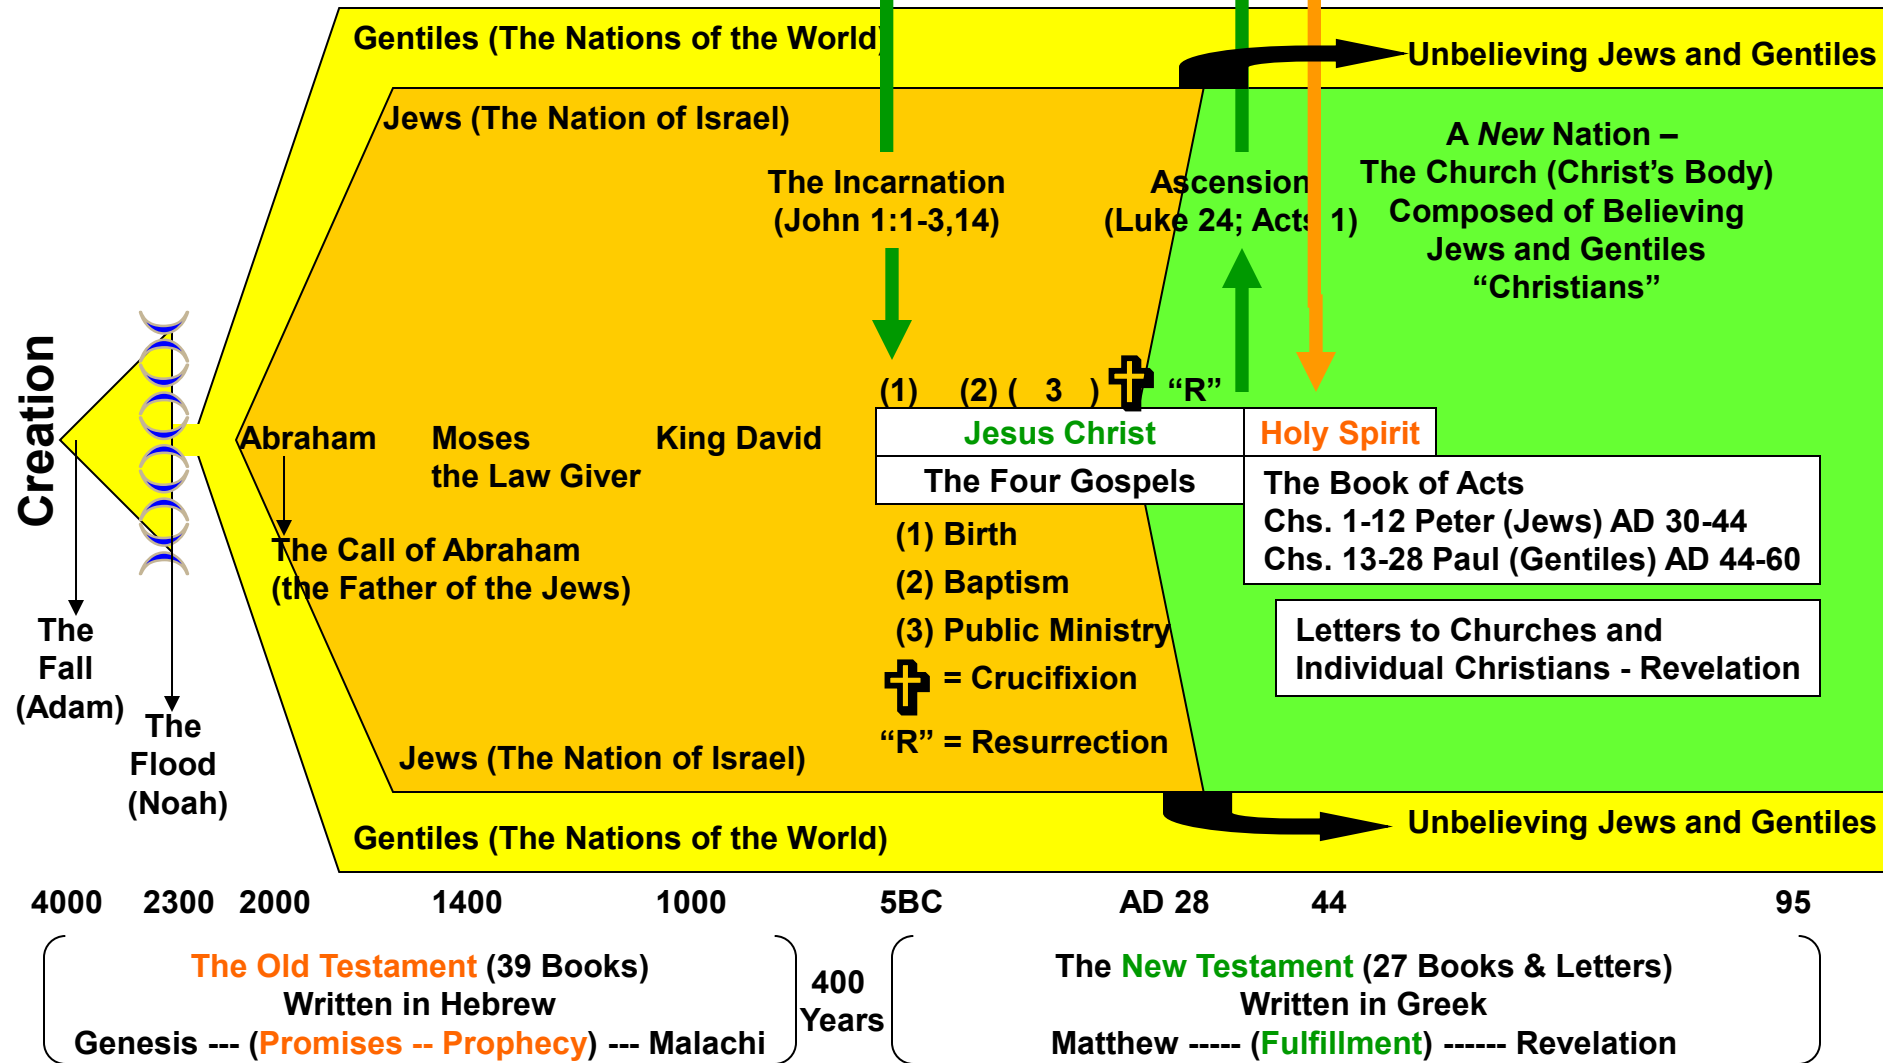 Gentiles (The Nations of the World)
Unbelieving Jews and Gentiles
Jews (The Nation of Israel)
A New Nation –
The Church (Christ's Body)
Composed of Believing
Jews and Gentiles
“Christians”
The Incarnation
(John 1:1-3,14)
Ascension
(Luke 24; Acts 1)
Creation
(1) (2) ( 3 ) “R”
Jesus Christ
Holy Spirit
The Four Gospels
Abraham
Moses
the Law Giver
King David
The Book of Acts
Chs. 1-12 Peter (Jews) AD 30-44
Chs. 13-28 Paul (Gentiles) AD 44-60
The Call of Abraham
(the Father of the Jews)
(1) Birth
(2) Baptism
(3) Public Ministry
= Crucifixion
“R” = Resurrection
Letters to Churches and
Individual Christians - Revelation
The
Fall
(Adam)
The
Flood
(Noah)
Jews (The Nation of Israel)
Gentiles (The Nations of the World)
Unbelieving Jews and Gentiles
4000 2300 2000 1400 1000 5BC AD 28 44 95
The Old Testament (39 Books)
Written in Hebrew
Genesis --- (Promises -- Prophecy) --- Malachi
400
Years
The New Testament (27 Books & Letters)
Written in Greek
Matthew ----- (Fulfillment) ------ Revelation